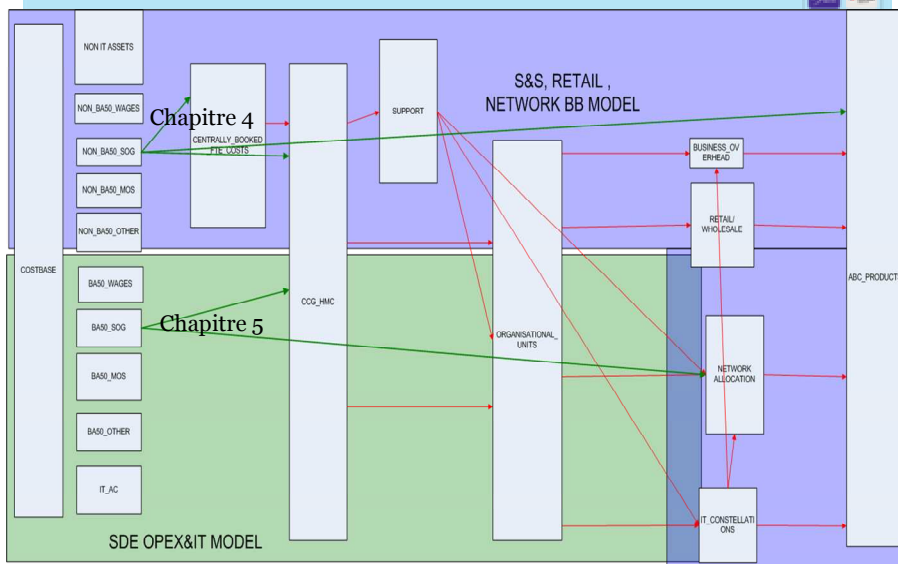 NON IT ASSETS
NON_BA50_WAGES
NON_BA50_SOG
NON_BA50_MOS
NON_BA50_OTHER
COSTBASE
BA50_WAGES
BA50_SOG
BA50_MOS
BA50_OTHER
IT_AC
Chapitre 4
CENTRALLY_BOOKED
_FTE_COSTS
Chapitre 5
CCG_HMC
SUPPORT
S&S, RETAIL ,
NETWORK BB MODEL
ORGANISATIONAL_
UNITS
BUSINESS_OV
ERHEAD
RETAIL/
WHOLESALE
NETWORK
ALLOCATION
IT_CONSTELLATI
ONS
ABC_PRODUCT
SDE OPEX&IT MODEL